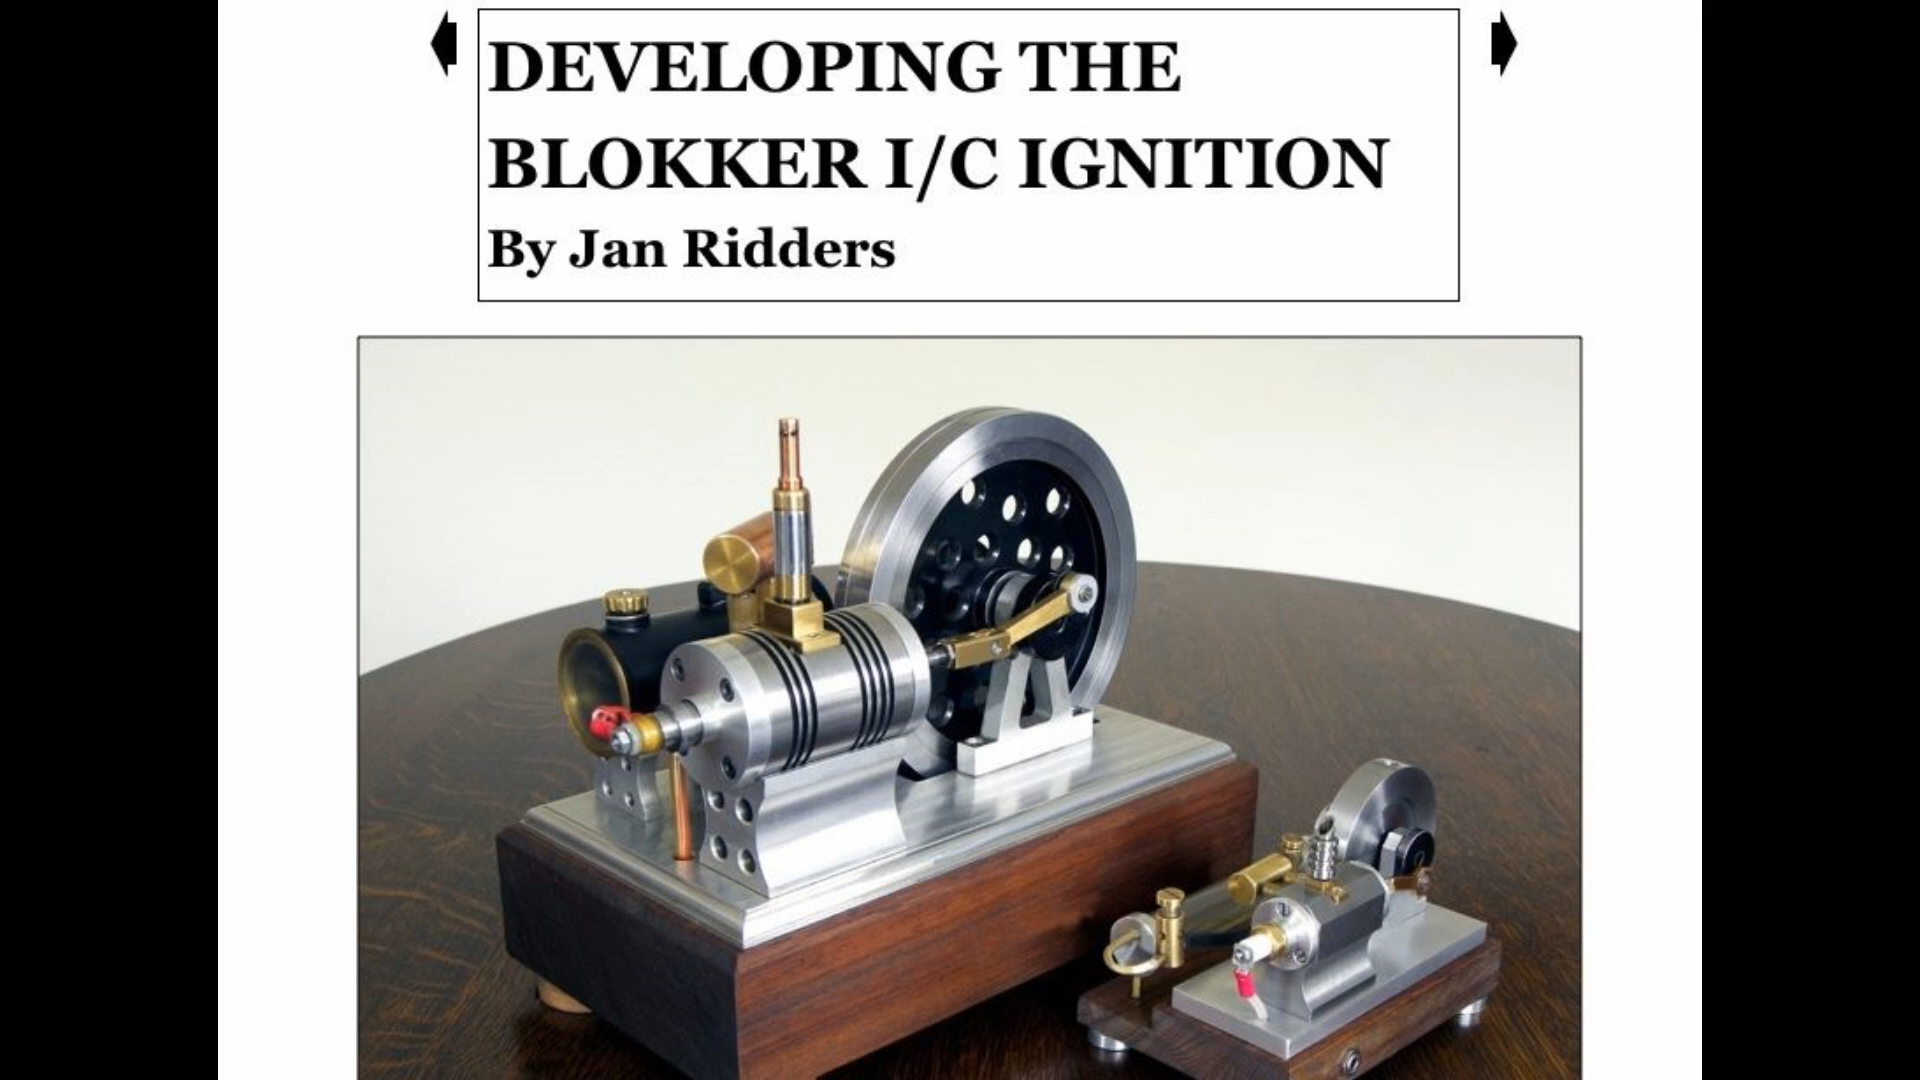 DEVELOPING THE
BLOKKER I/C IGNITION
By Jan Ridders